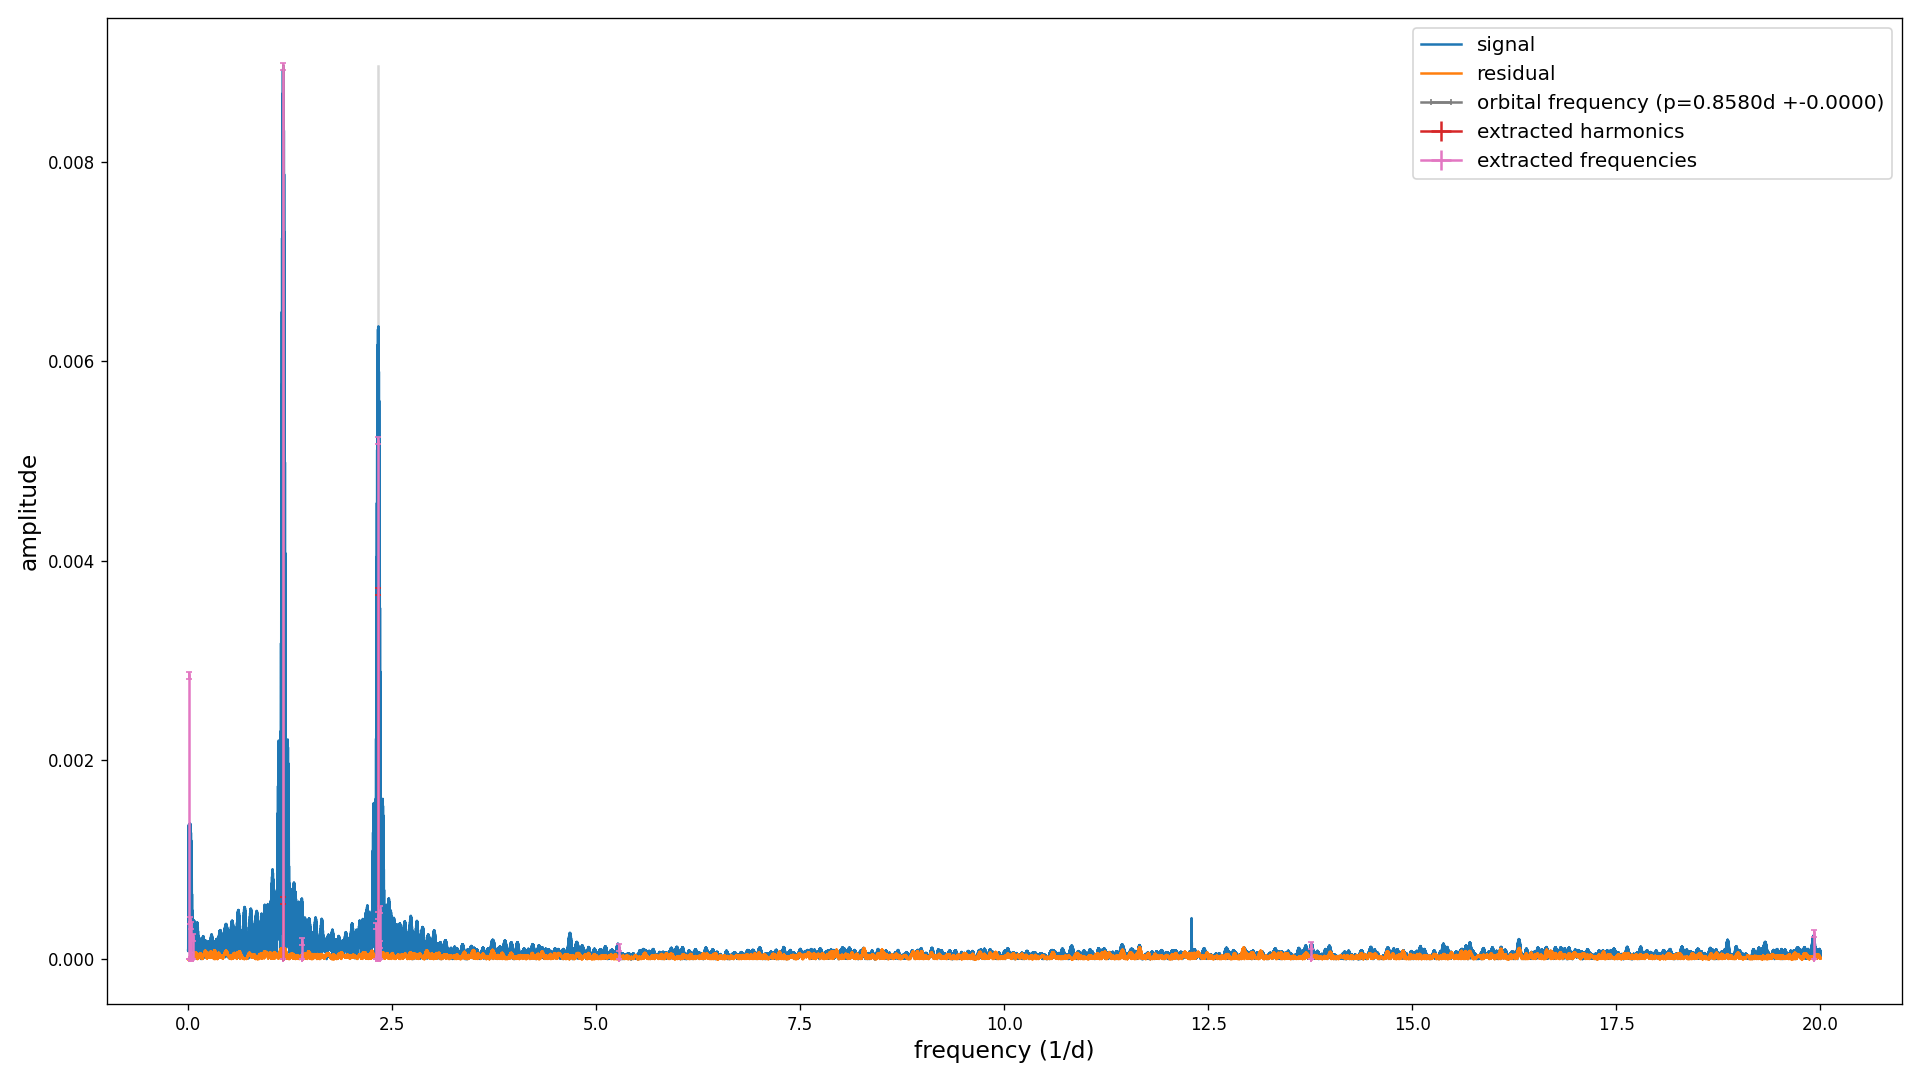 signal
residual
orbital frequency (p=0.8580d +-0.0000)
extracted harmonics
extracted frequencies
amplitude
0.008
0.006
0.004
0.002
0.000
0.0 2.5 5.0 7.5 10.0 12.5 15.0 17.5 20.0
frequency (1/d)